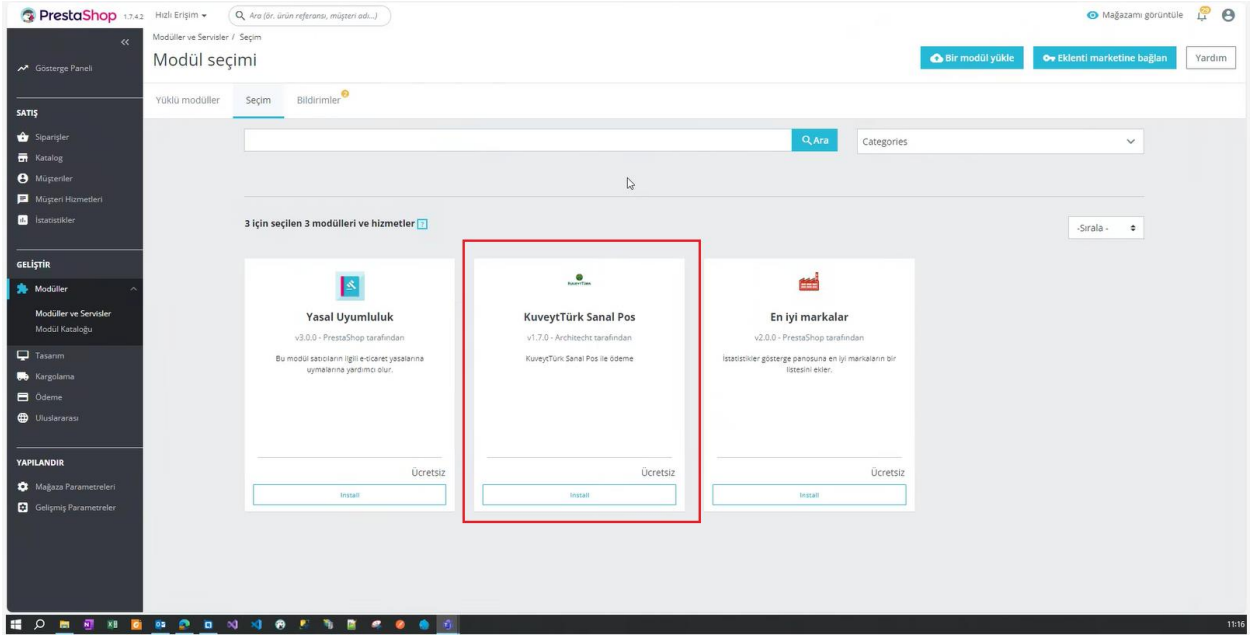 PrestaShop 1.7.4.2 Hızlı Erişim Ara (ör. ürün referansı, müşteri adı...) Mağazamı görüntüle
Modüller ve Servisler / Seçim
Modül seçimi
Bir modül yükle
Eklenti marketine bağlan
Yardım
Yüklü modüller Seçim Bildirimler 2
Gösterge Paneli
SATIŞ
Siparişler
Katalog
Müşteriler
Müşteri Hizmetleri
İstatistikler
GELİŞTİR
Modüller
Modüller ve Servisler
Modül Kataloğu
Tasarım
Kargolama
Ödeme
Uluslararası
YAPILANDIR
Mağaza Parametreleri
Gelişmiş Parametreler
Ara
Categories
3 için seçilen 3 modülleri ve hizmetler ?
-Sırala -
Yasal Uyumluluk
v3.0.0 - PrestaShop tarafından
Bu modül satıcıların ilgili e-ticaret yasalarına
uymalarına yardımcı olur.
Ücretsiz
Install
KuveytTürk
KuveytTürk Sanal Pos
v1.7.0 - Architecht tarafından
KuveytTürk Sanal Pos ile ödeme
Ücretsiz
Install
En iyi markalar
v2.0.0 - PrestaShop tarafından
İstatistikler gösterge panosuna en iyi markaların bir
listesini ekler.
Ücretsiz
Install
11:16